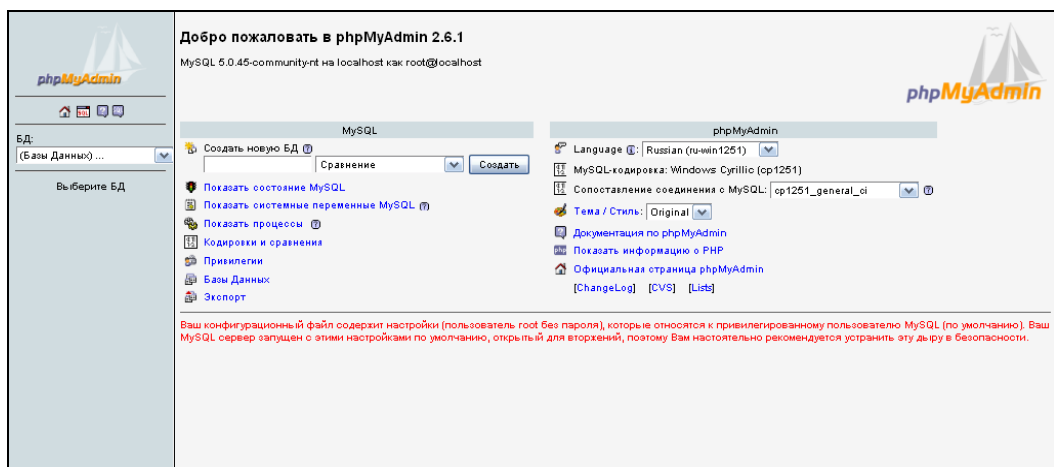 phpMyAdmin
БД:
(Базы Данных) ...
Выберите БД
Добро пожаловать в phpMyAdmin 2.6.1
MySQL 5.0.45-community-nt на localhost как root@localhost
phpMyAdmin
MySQL
Создать новую БД
Сравнение Создать
Показать состояние MySQL
Показать системные переменные MySQL
Показать процессы
Кодировки и сравнения
Привилегии
Базы Данных
Экспорт
phpMyAdmin
Language : Russian (ru-win1251)
MySQL-кодировка: Windows Cyrillic (cp1251)
Сопоставление соединения с MySQL: cp1251_general_ci
Тема / Стиль: Original
Документация по phpMyAdmin
php Показать информацию о PHP
Официальная страница phpMyAdmin
[ChangeLog] [CVS] [Lists]
Ваш конфигурационный файл содержит настройки (пользователь root без пароля), которые относятся к привилегированному пользователю MySQL (по умолчанию). Ваш
MySQL сервер запущен с этими настройками по умолчанию, открытый для вторжений, поэтому Вам настоятельно рекомендуется устранить эту дыру в безопасности.